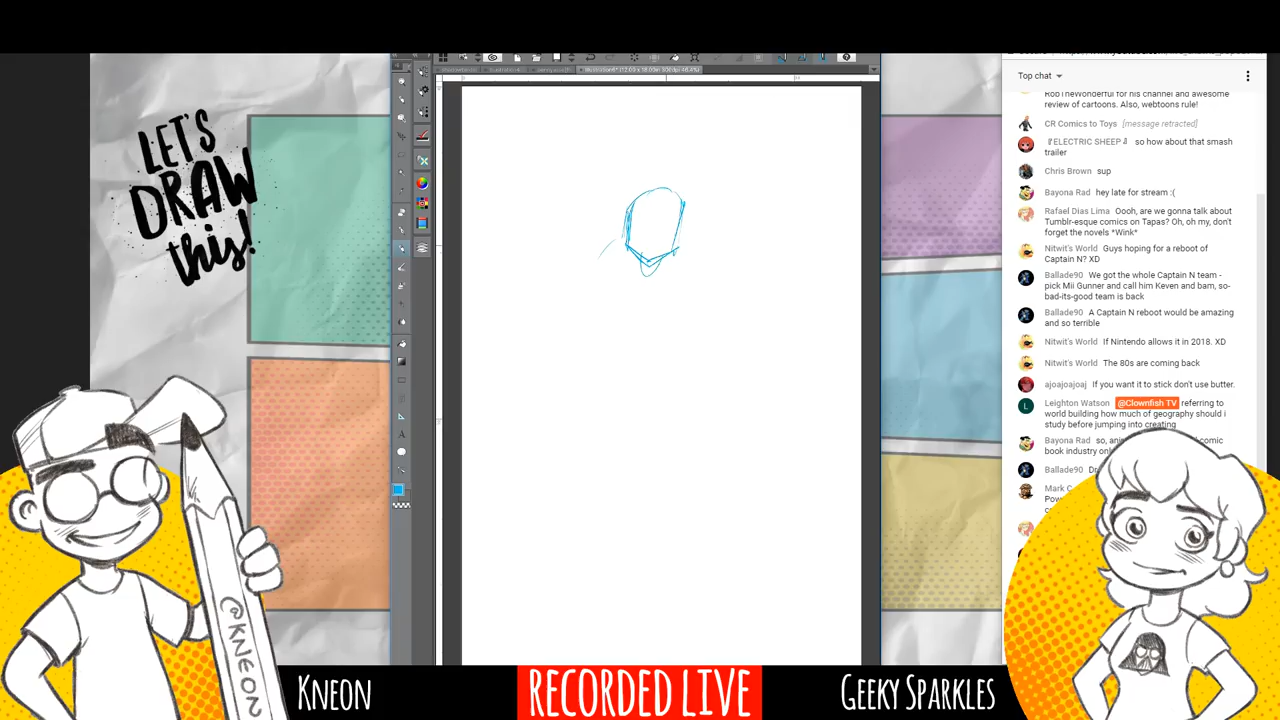 LET'S
DRAW
this!
Top chat
RobTheWonderful for his channel and awesome
review of cartoons. Also, webtoons rule!
CR Comics to Toys [message retracted]
『ELECTRIC SHEEP』 so how about that smash
trailer
Chris Brown sup
Bayona Rad hey late for stream :(
Rafael Dias Lima Oooh, are we gonna talk about
Tumblr-esque comics on Tapas? Oh, oh my, don't
forget the novels *Wink*
Nitwit's World Guys hoping for a reboot of
Captain N? XD
Ballade90 We got the whole Captain N team -
pick Mii Gunner and call him Keven and bam, so-
bad-its-good team is back
Ballade90 A Captain N reboot would be amazing
and so terrible
Nitwit's World If Nintendo allows it in 2018. XD
Nitwit's World The 80s are coming back
ajoajoajoaj If you want it to stick don't use butter.
L
Leighton Watson @Clownfish TV referring to
world building how much of geography should i
study before jumping into creating
Bayona Rad so,
book industry
Ballade90
Mark C
@KNEON
KNEON
RECORDED LIVE
GEEKY SPARKLES